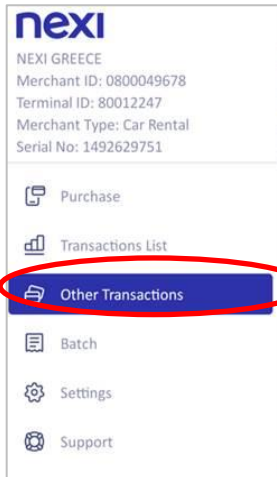 nexi
NEXI GREECE
Merchant ID: 0800049678
Terminal ID: 80012247
Merchant Type: Car Rental
Serial No: 1492629751
Purchase
Transactions List
Other Transactions
Batch
Settings
Support